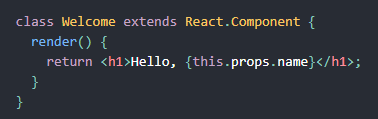 class Welcome extends React.Component {
  render() {
    return <h1>Hello, {this.props.name}</h1>;
  }
}